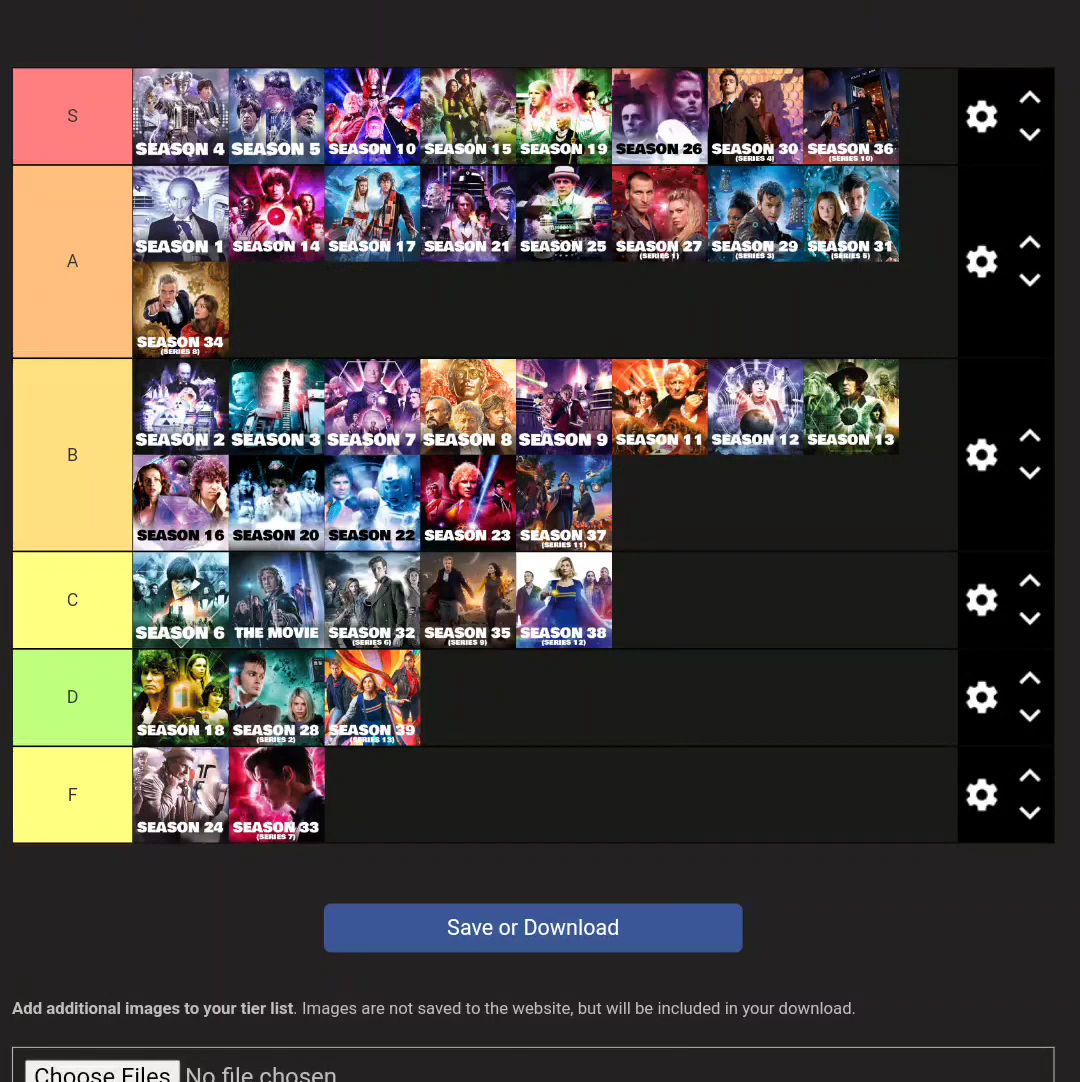 S
SEASON 4 SEASON 5 SEASON 10 SEASON 15 SEASON 19 SEASON 26 SEASON 30 SEASON 36
(SERIES 4) (SERIES 10)
A
SEASON 1 SEASON 14 SEASON 17 SEASON 21 SEASON 25 SEASON 27 SEASON 29 SEASON 31
(SERIES 1) (SERIES 3) (SERIES 5)
SEASON 34
(SERIES 8)
B
SEASON 2 SEASON 3 SEASON 7 SEASON 8 SEASON 9 SEASON 11 SEASON 12 SEASON 13
SEASON 16 SEASON 20 SEASON 22 SEASON 23 SEASON 37
(SERIES 11)
C
SEASON 6 THE MOVIE SEASON 32 SEASON 35 SEASON 38
(SERIES 6) (SERIES 9) (SERIES 12)
D
SEASON 18 SEASON 28 SEASON 39
(SERIES 2) (SERIES 13)
F
SEASON 24 SEASON 33
(SERIES 7)
Save or Download
Add additional images to your tier list. Images are not saved to the website, but will be included in your download.
Choose Files No file chosen